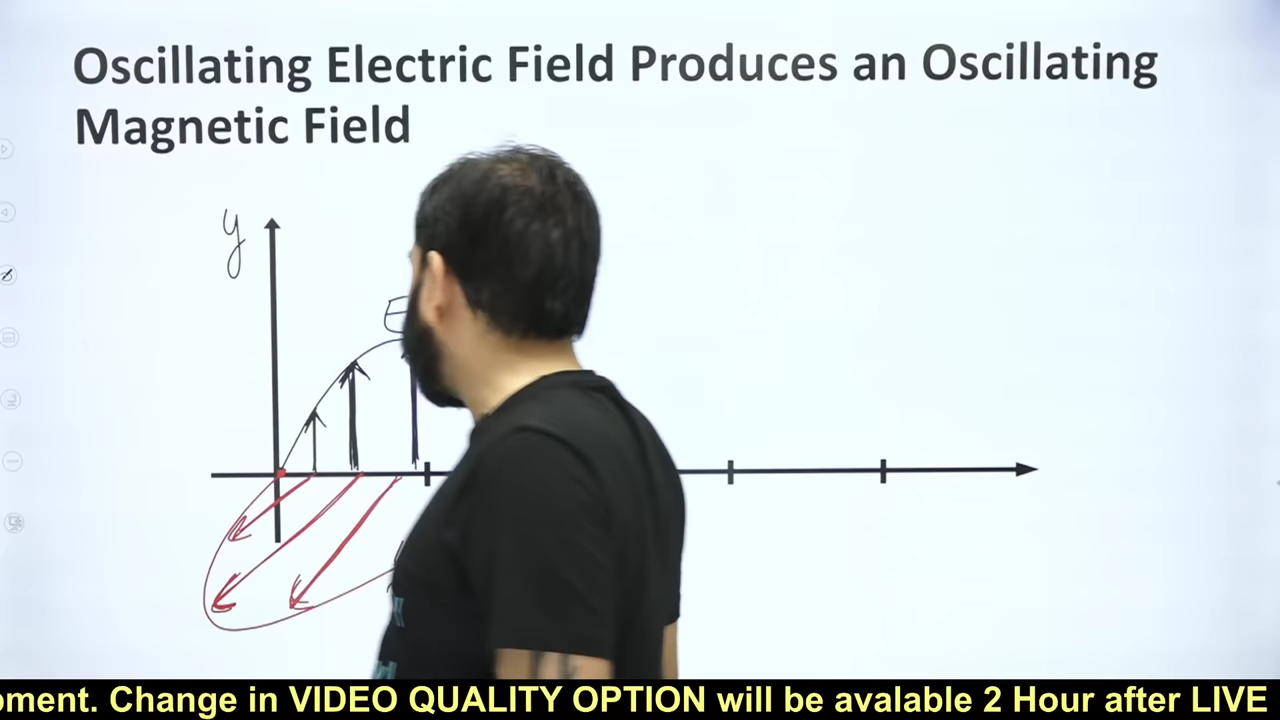 Oscillating Electric Field Produces an Oscillating
Magnetic Field
y
E
pment. Change in VIDEO QUALITY OPTION will be avalable 2 Hour after LIVE